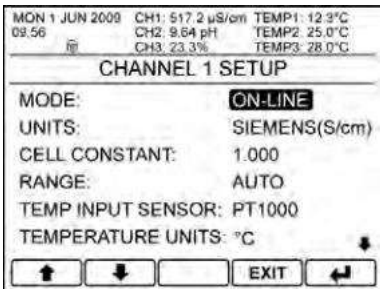 MON 1 JUN 2009 CH1: 517.2 µS/cm TEMP1: 12.3°C
09:56 CH2: 9.64 pH TEMP2: 25.0°C
CH3: 23.3% TEMP3: 28.0°C
CHANNEL 1 SETUP
MODE: ON-LINE
UNITS: SIEMENS(S/cm)
CELL CONSTANT: 1.000
RANGE: AUTO
TEMP INPUT SENSOR: PT1000
TEMPERATURE UNITS: °C
EXIT